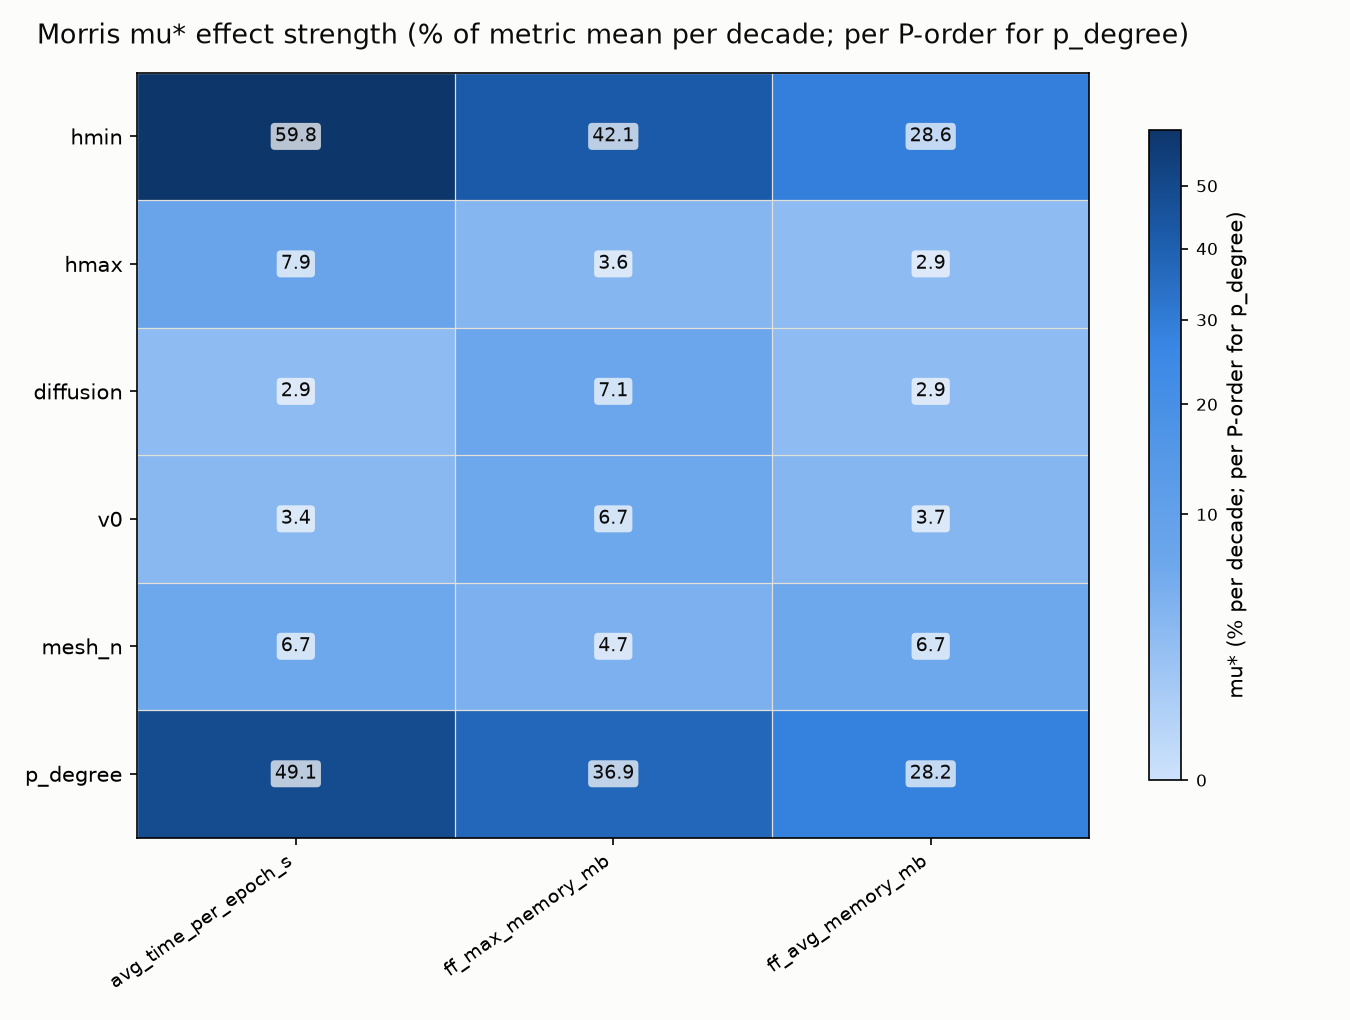 Morris mu* effect strength (% of metric mean per decade; per P-order for p_degree)
hmin 59.8 42.1 28.6
hmax 7.9 3.6 2.9
diffusion 2.9 7.1 2.9
v0 3.4 6.7 3.7
mesh_n 6.7 4.7 6.7
p_degree 49.1 36.9 28.2
avg_time_per_epoch_s ff_max_memory_mb ff_avg_memory_mb
50
40
30
20
10
0
mu* (% per decade; per P-order for p_degree)